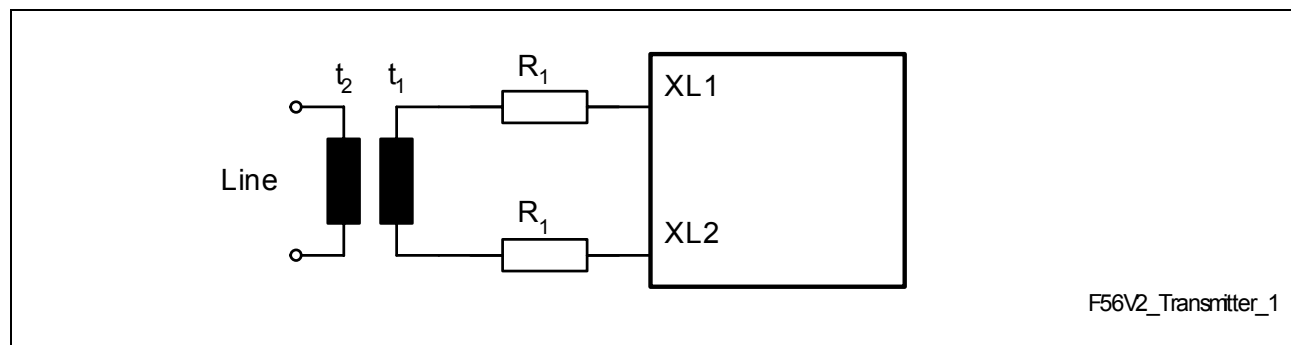 t2 t1
R1
XL1
Line
R1
XL2
F56V2_Transmitter_1